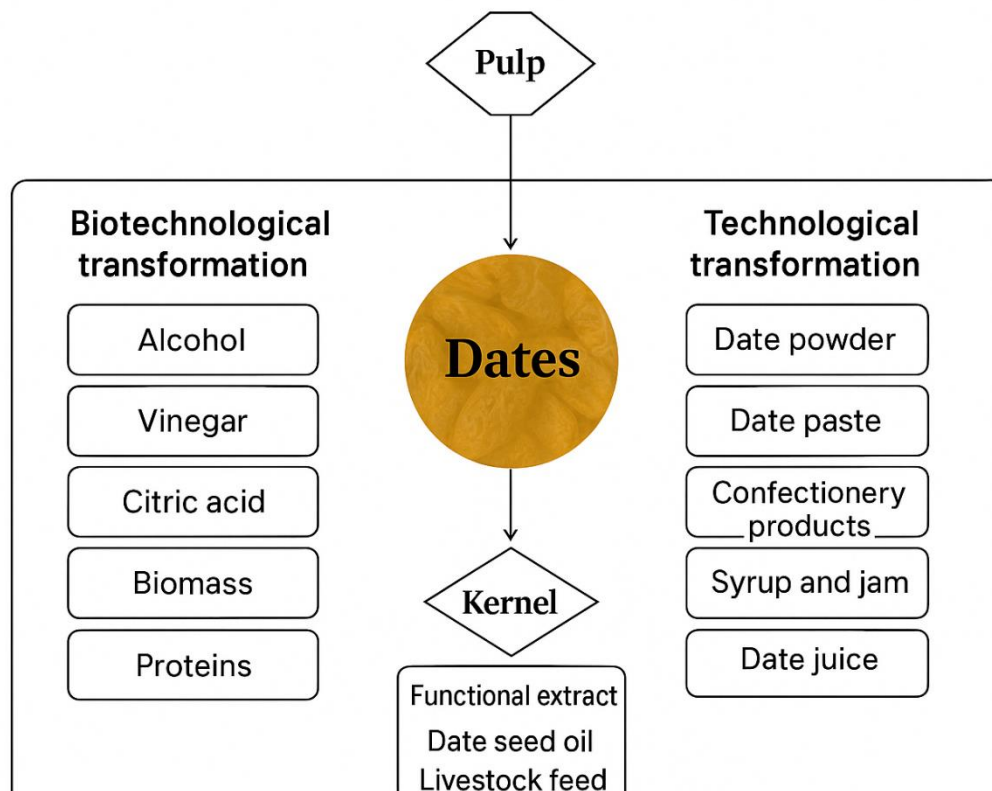 Pulp
Biotechnological
transformation
Alcohol
Vinegar
Citric acid
Biomass
Proteins
Dates
Kernel
Functional extract
Date seed oil
Livestock feed
Technological
transformation
Date powder
Date paste
Confectionery
products
Syrup and jam
Date juice